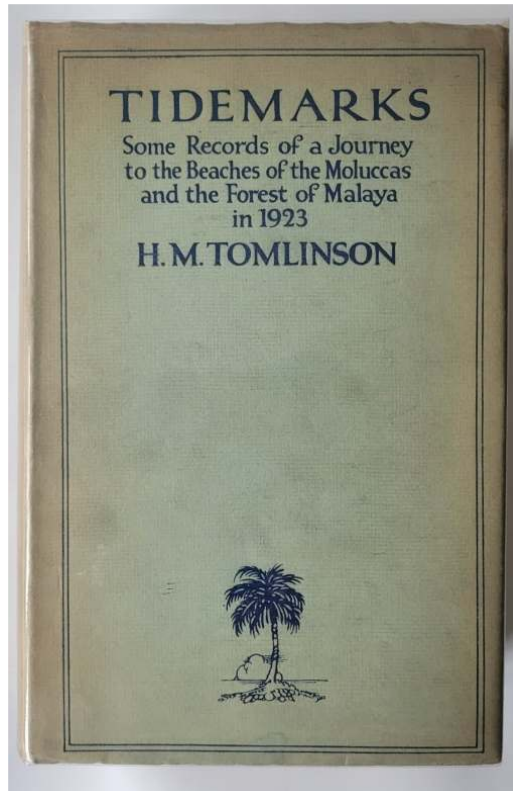 TIDEMARKS
Some Records of a Journey
to the Beaches of the Moluccas
and the Forest of Malaya
in 1923
H. M. TOMLINSON